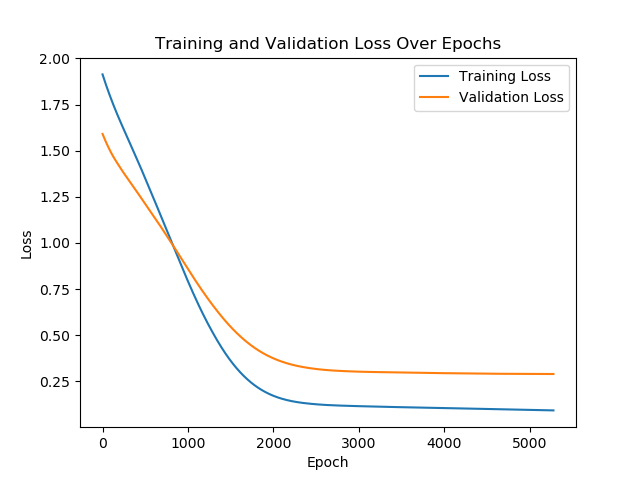 Training and Validation Loss Over Epochs
Training Loss
Validation Loss
2.00
1.75
1.50
1.25
1.00
0.75
0.50
0.25
Loss
0 1000 2000 3000 4000 5000
Epoch